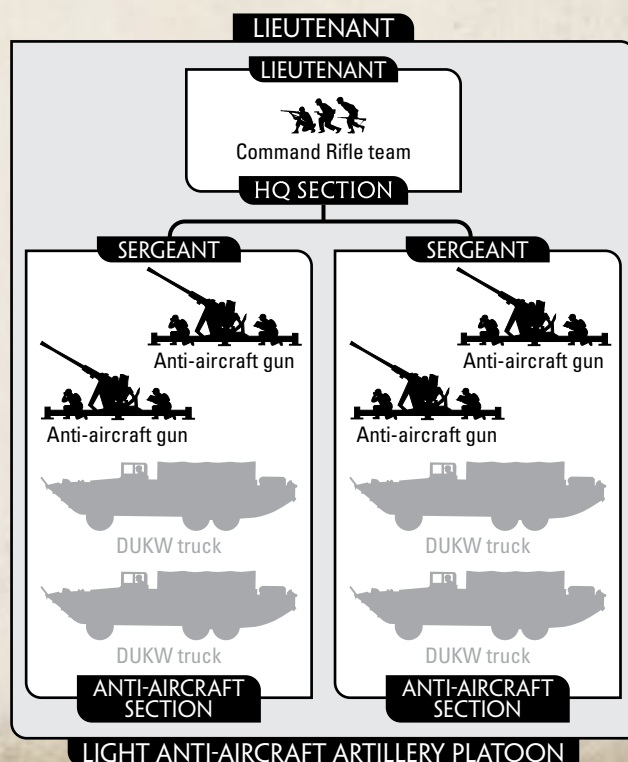 LIEUTENANT
LIEUTENANT
Command Rifle team
HQ SECTION
SERGEANT
Anti-aircraft gun
Anti-aircraft gun
DUKW truck
DUKW truck
ANTI-AIRCRAFT
SECTION
SERGEANT
Anti-aircraft gun
Anti-aircraft gun
DUKW truck
DUKW truck
ANTI-AIRCRAFT
SECTION
LIGHT ANTI-AIRCRAFT ARTILLERY PLATOON